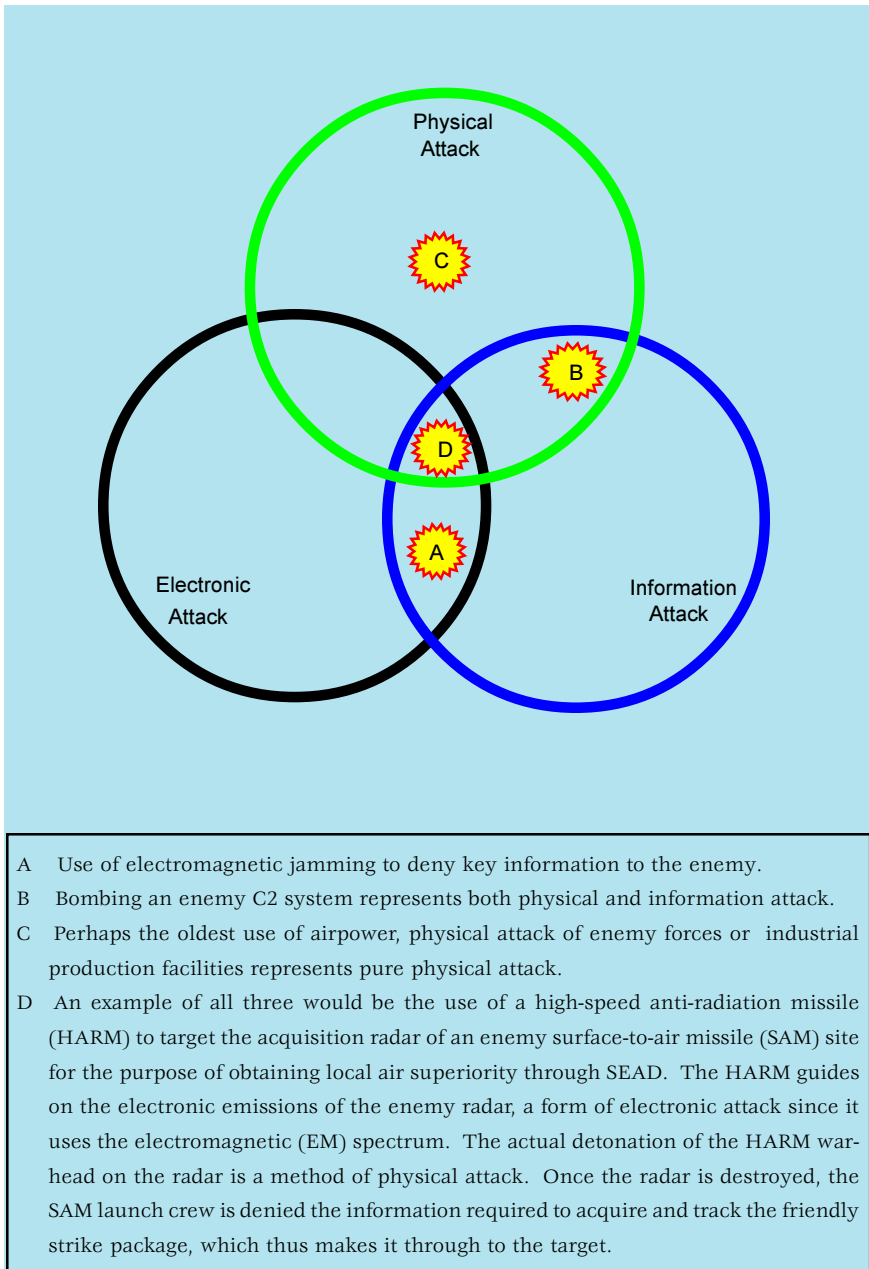 Physical
Attack
C
B
D
A
Electronic
Attack
Information
Attack
A Use of electromagnetic jamming to deny key information to the enemy.
B Bombing an enemy C2 system represents both physical and information attack.
C Perhaps the oldest use of airpower, physical attack of enemy forces or industrial
production facilities represents pure physical attack.
D An example of all three would be the use of a high-speed anti-radiation missile
(HARM) to target the acquisition radar of an enemy surface-to-air missile (SAM) site
for the purpose of obtaining local air superiority through SEAD. The HARM guides
on the electronic emissions of the enemy radar, a form of electronic attack since it
uses the electromagnetic (EM) spectrum. The actual detonation of the HARM war-
head on the radar is a method of physical attack. Once the radar is destroyed, the
SAM launch crew is denied the information required to acquire and track the friendly
strike package, which thus makes it through to the target.